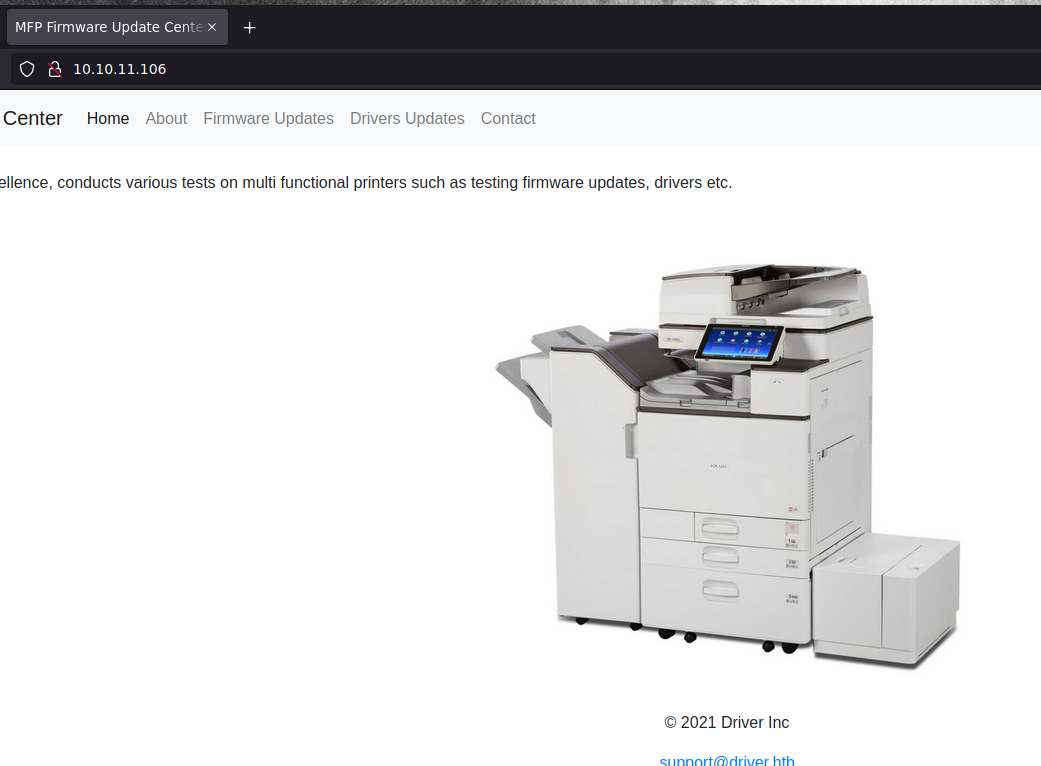 MFP Firmware Update Cente
10.10.11.106
Center Home About Firmware Updates Drivers Updates Contact
ellence, conducts various tests on multi functional printers such as testing firmware updates, drivers etc.
© 2021 Driver Inc
support@driver.htb